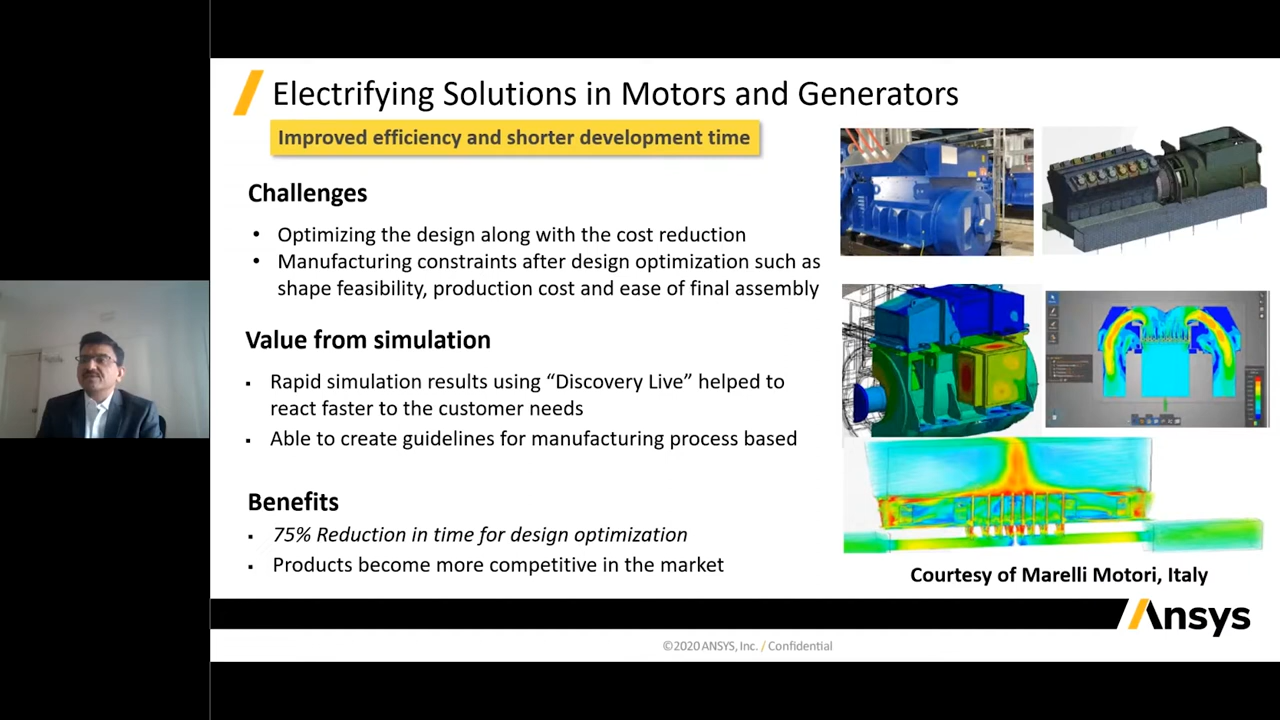 Electrifying Solutions in Motors and Generators
Improved efficiency and shorter development time
Challenges
• Optimizing the design along with the cost reduction
• Manufacturing constraints after design optimization such as
shape feasibility, production cost and ease of final assembly
Value from simulation
▪ Rapid simulation results using “Discovery Live” helped to
react faster to the customer needs
▪ Able to create guidelines for manufacturing process based
Benefits
▪ 75% Reduction in time for design optimization
▪ Products become more competitive in the market
Courtesy of Marelli Motori, Italy
Ansys
©2020 ANSYS, Inc. / Confidential